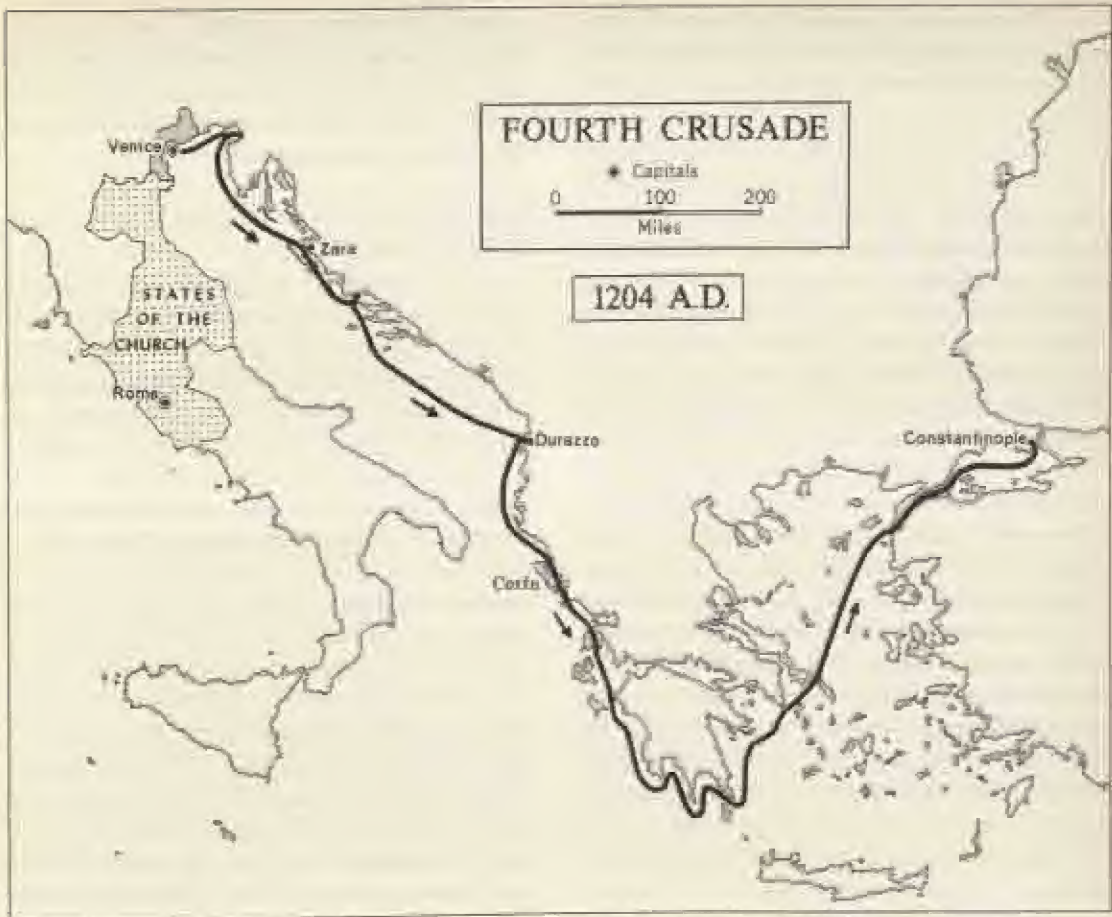 FOURTH CRUSADE
Capitals
0 100 200
Miles
1204 A.D.
Venice
Zara
STATES
OF THE
CHURCH
Rome
Durazzo
Constantinople
Corfu